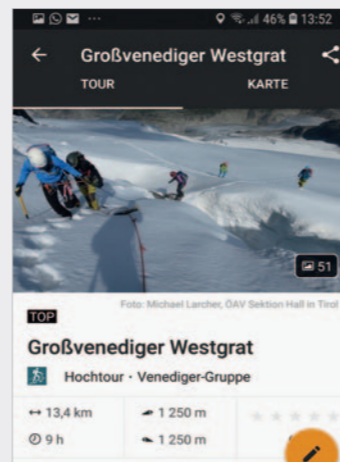 46% 13:52
Großvenediger Westgrat
TOUR KARTE
51
Foto: Michael Larcher, ÖAV Sektion Hall in Tirol
TOP
Großvenediger Westgrat
Hochtour · Venediger-Gruppe
13,4 km 1 250 m
9 h 1 250 m